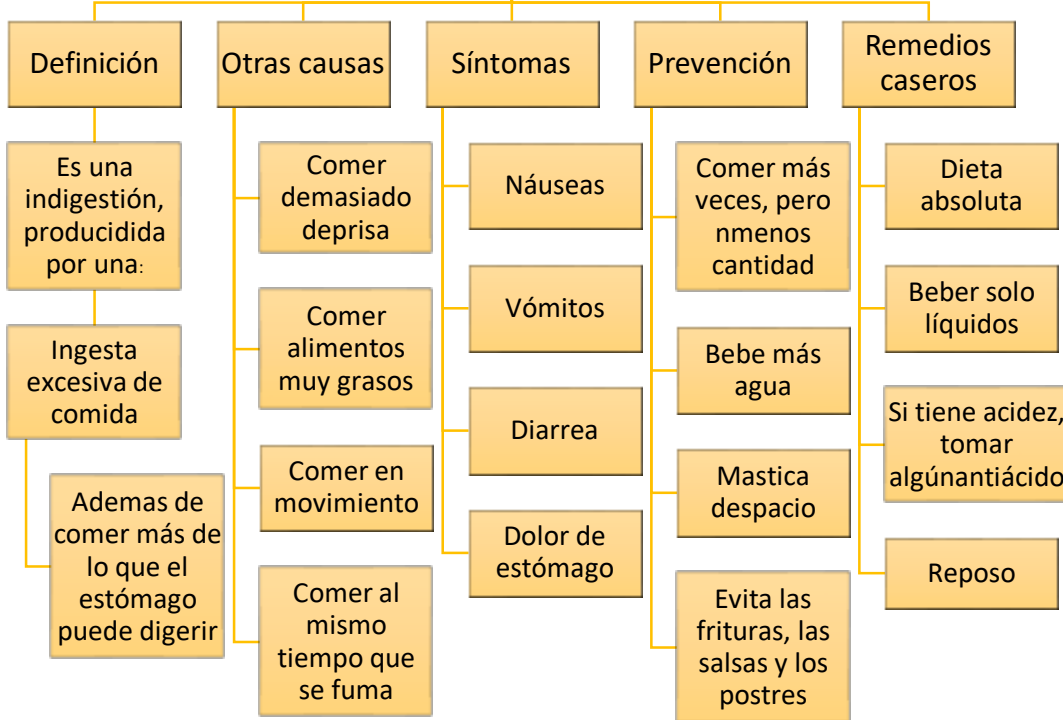 Definición
Es una
indigestión,
producidida
por una:
Ingesta
excesiva de
comida
Ademas de
comer más de
lo que el
estómago
puede digerir
Otras causas
Comer
demasiado
deprisa
Comer
alimentos
muy grasos
Comer en
movimiento
Comer al
mismo
tiempo que
se fuma
Síntomas
Náuseas
Vómitos
Diarrea
Dolor de
estómago
Prevención
Comer más
veces, pero
nmenos
cantidad
Bebe más
agua
Mastica
despacio
Evita las
frituras, las
salsas y los
postres
Remedios
caseros
Dieta
absoluta
Beber solo
líquidos
Si tiene acidez,
tomar
algúnantiácido
Reposo